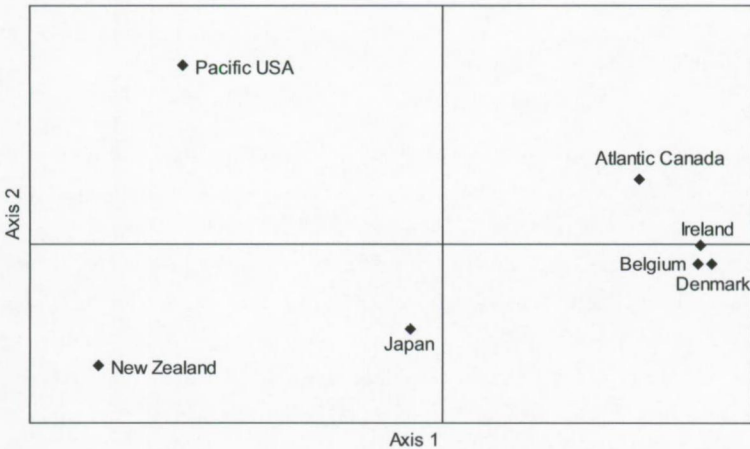 Pacific USA
Atlantic Canada
Axis 2
Ireland
Belgium
Denmark
Japan
New Zealand
Axis 1